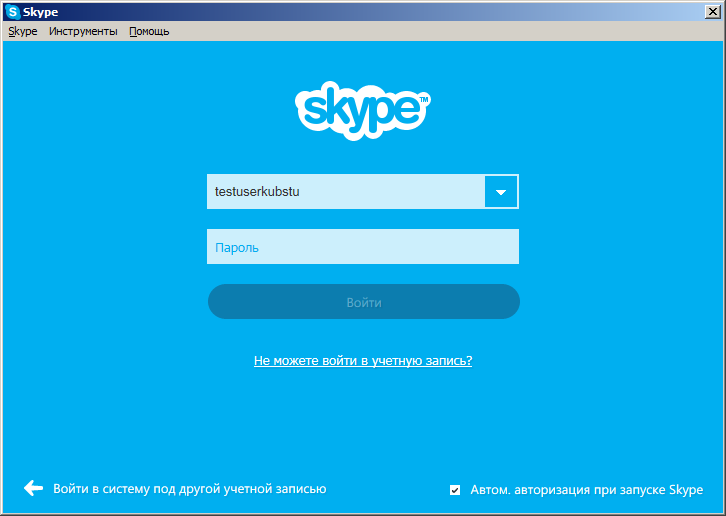 Skype
Skype Инструменты Помощь
skype™
testuserkubstu
Пароль
Войти
Не можете войти в учетную запись?
Войти в систему под другой учетной записью
Автом. авторизация при запуске Skype